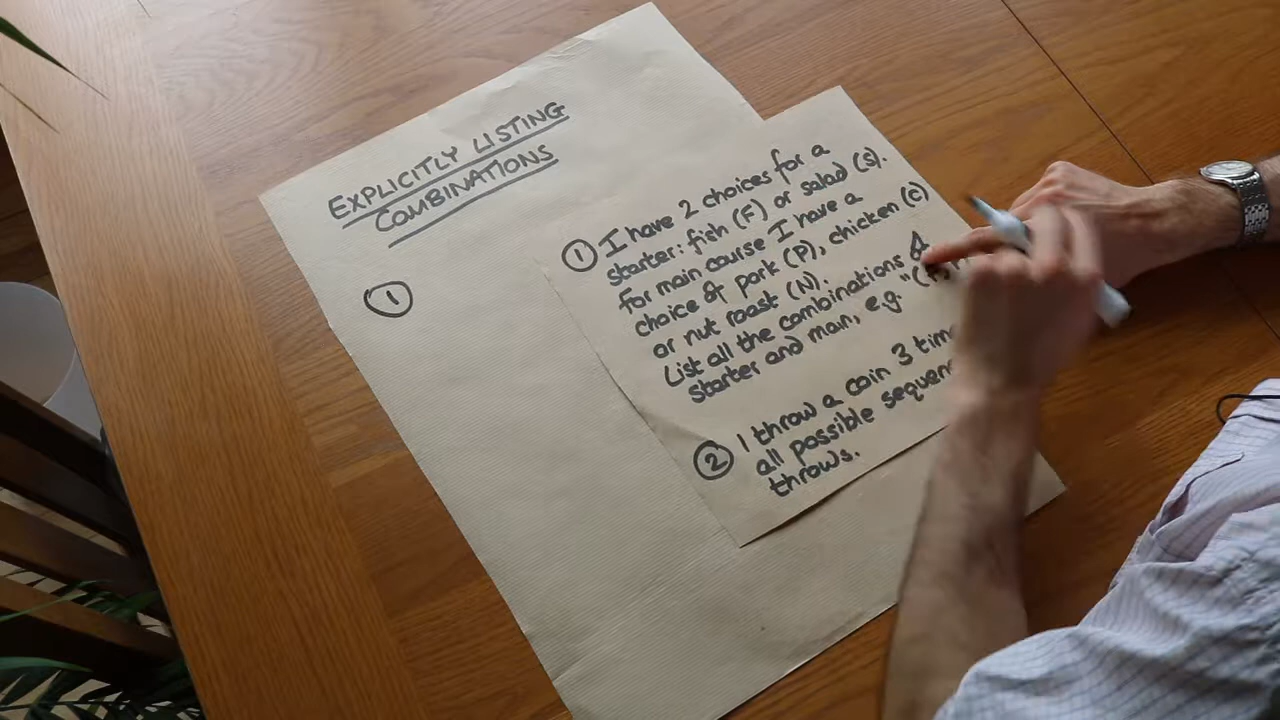 EXPLICITLY LISTING
COMBINATIONS
①
① I have 2 choices for a
starter: fish (F) or salad (S).
for main course I have a
choice of pork (P), chicken (C)
or nut roast (N).
List all the combinations of
starter and main, e.g. "(F,P)
② I throw a coin 3
all possible
throws.